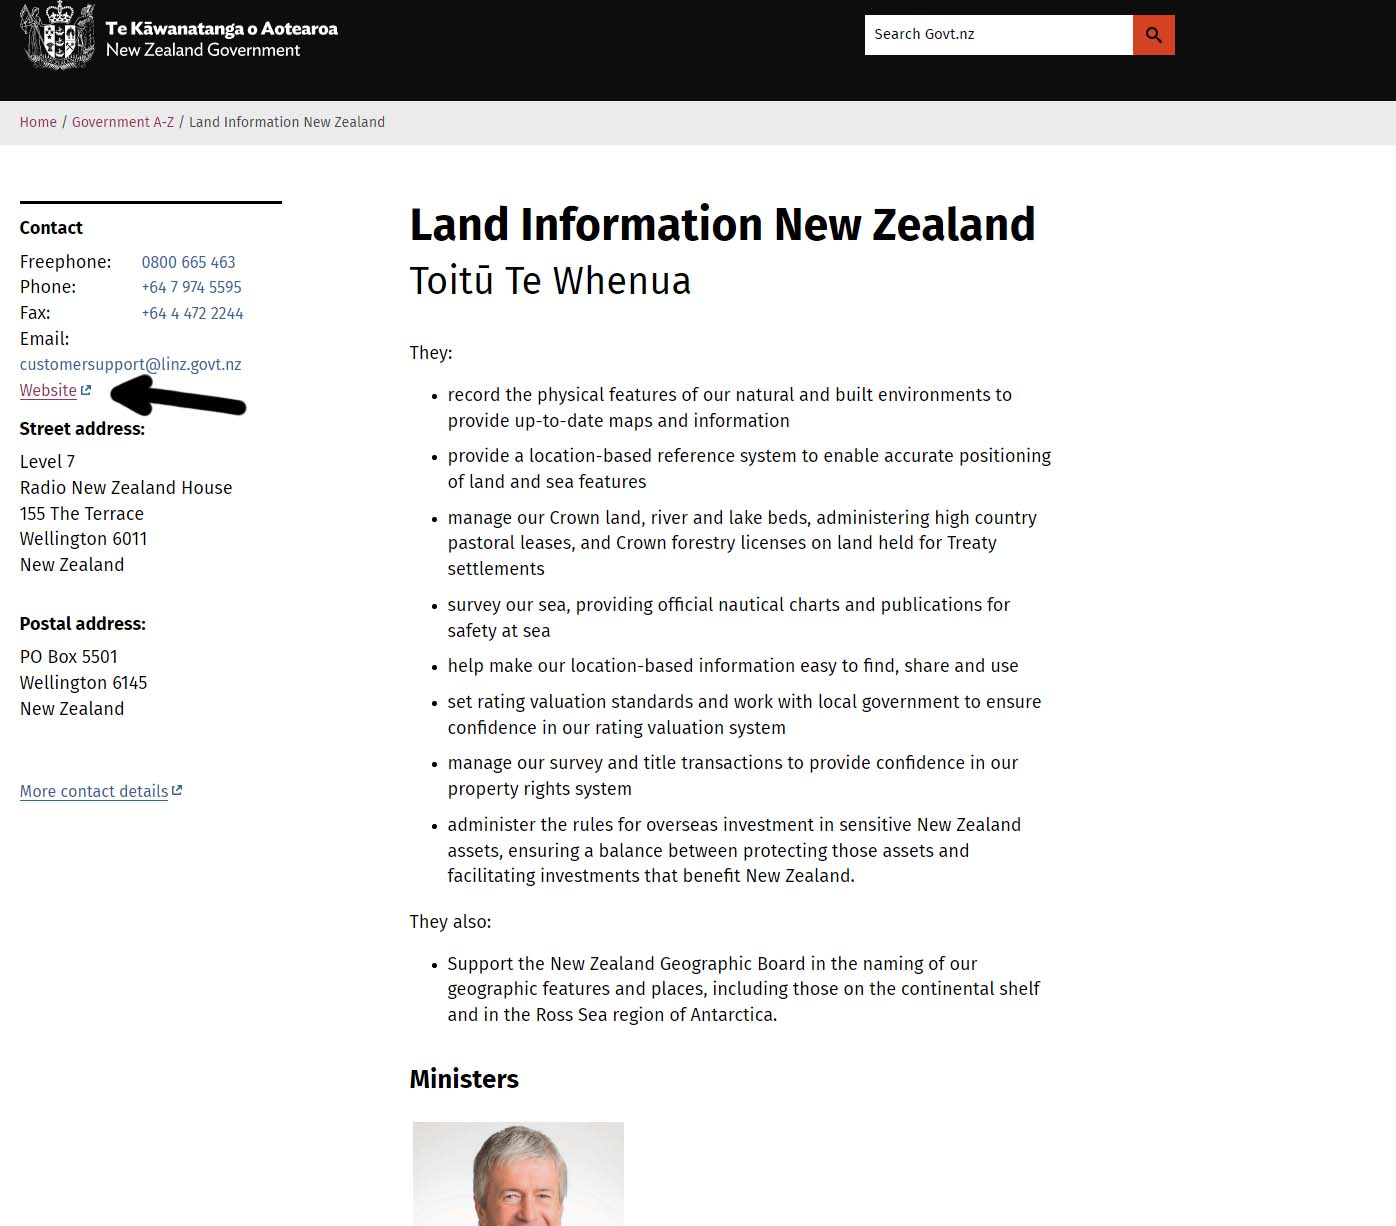 Te Kāwanatanga o Aotearoa
New Zealand Government
Search Govt.nz
Home / Government A-Z / Land Information New Zealand
Contact
Freephone: 0800 665 463
Phone: +64 7 974 5595
Fax: +64 4 472 2244
Email:
customersupport@linz.govt.nz
Website
Street address:
Level 7
Radio New Zealand House
155 The Terrace
Wellington 6011
New Zealand
Postal address:
PO Box 5501
Wellington 6145
New Zealand
More contact details
Land Information New Zealand
Toitū Te Whenua
They:
• record the physical features of our natural and built environments to
provide up-to-date maps and information
• provide a location-based reference system to enable accurate positioning
of land and sea features
• manage our Crown land, river and lake beds, administering high country
pastoral leases, and Crown forestry licenses on land held for Treaty
settlements
• survey our sea, providing official nautical charts and publications for
safety at sea
• help make our location-based information easy to find, share and use
• set rating valuation standards and work with local government to ensure
confidence in our rating valuation system
• manage our survey and title transactions to provide confidence in our
property rights system
• administer the rules for overseas investment in sensitive New Zealand
assets, ensuring a balance between protecting those assets and
facilitating investments that benefit New Zealand.
They also:
• Support the New Zealand Geographic Board in the naming of our
geographic features and places, including those on the continental shelf
and in the Ross Sea region of Antarctica.
Ministers